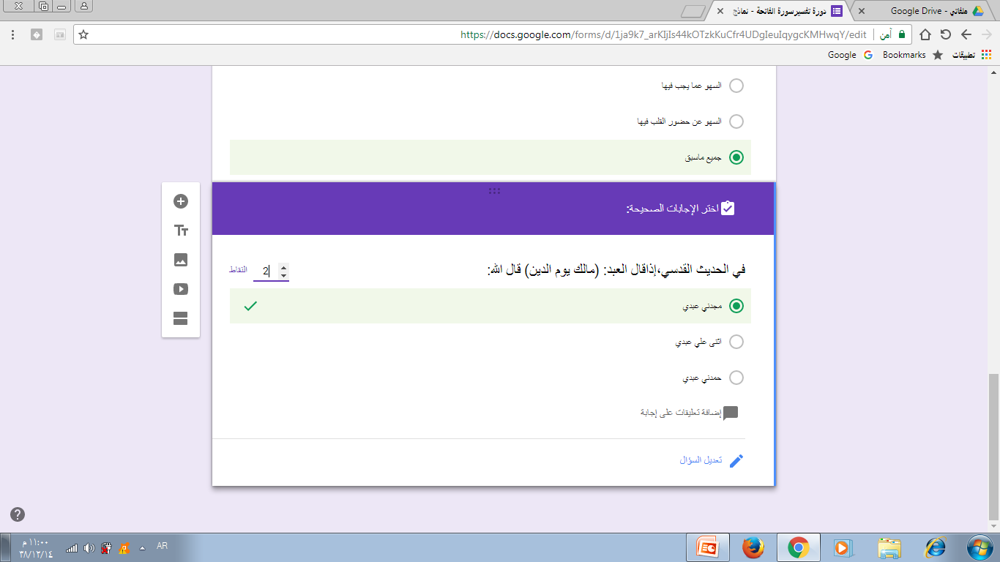 ملفاتي - Google Drive
دورة تفسيرسورة الفاتحة - نماذج
آمن
https://docs.google.com/forms/d/1ja9k7_arKIjIs44kOTzkKuCfr4UDgIeuIqygcKMHwqY/edit
تطبيقات
Bookmarks
Google
السهو عما يجب فيها
السهو عن حضور القلب فيها
جميع ماسبق
اختر الإجابات الصحيحة:
في الحديث القدسي،إذاقال العبد: (مالك يوم الدين) قال الله:
2 النقاط
مجدني عبدي
اثنى علي عبدي
حمدني عبدي
إضافة تعليقات على إجابة
تعديل السؤال
AR
١١:٠٠ م
٣٨/١٢/١٤